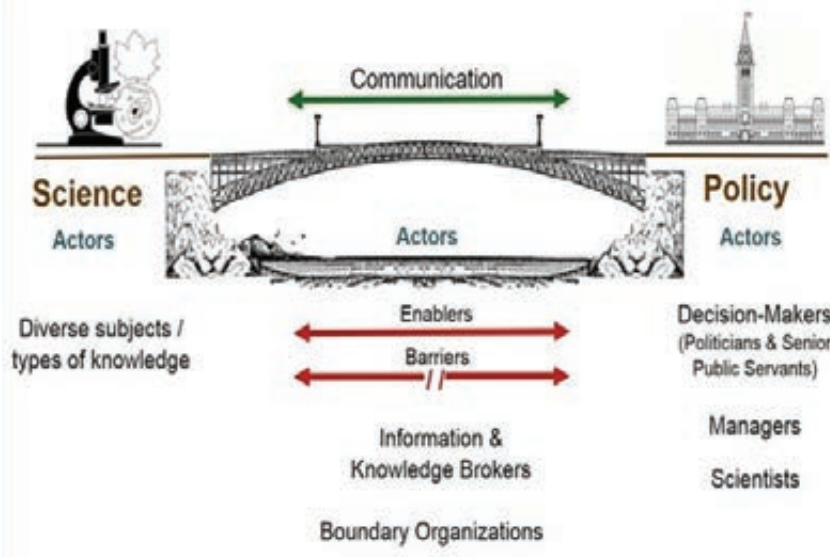 Communication
Science
Actors
Diverse subjects /
types of knowledge
Actors
Enablers
Barriers
Information &
Knowledge Brokers
Boundary Organizations
Policy
Actors
Decision-Makers
(Politicians & Senior
Public Servants)
Managers
Scientists